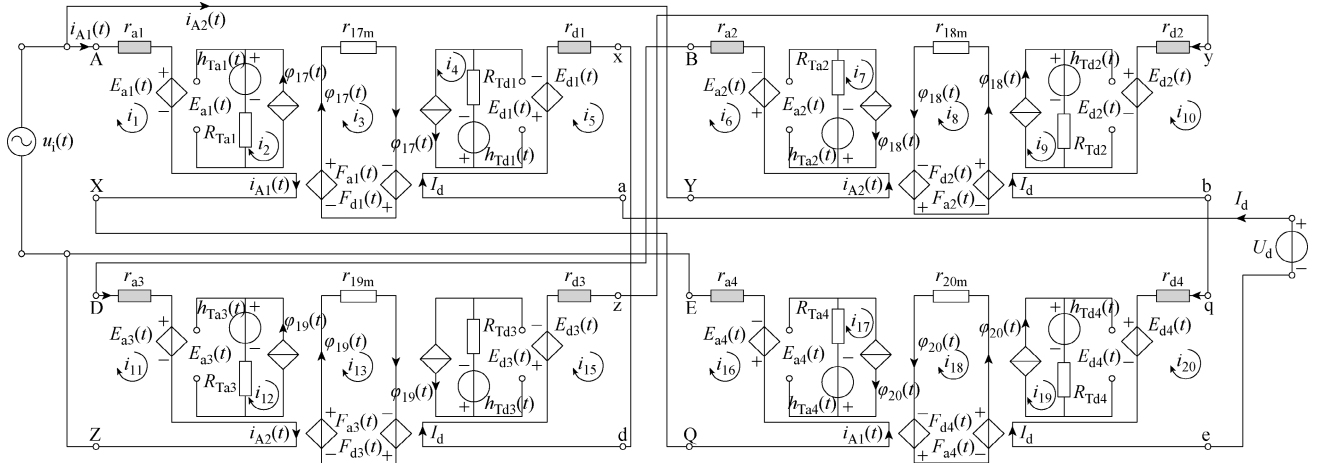 i_A1(t) i_A2(t)
A r_a1 r_17m r_d1 x B r_a2 r_18m r_d2 y
h_Ta1(t) φ_17(t) i_4 R_Td1 E_d1(t) R_Ta2 i_7 φ_18(t) φ_18(t) h_Td2(t) E_d2(t)
E_a1(t) E_a1(t) φ_17(t) E_d1(t) E_a2(t) E_a2(t) E_d2(t)
u_i(t) i_1 R_Ta1 i_2 i_3 φ_17(t) h_Td1(t) i_5 i_6 h_Ta2(t) φ_18(t) i_8 i_9 R_Td2 i_10
X i_A1(t) F_a1(t) F_d1(t) I_d a Y i_A2(t) F_d2(t) F_a2(t) I_d b
I_d
U_d
D r_a3 r_19m r_d3 z E r_a4 r_20m r_d4 q
h_Ta3(t) φ_19(t) R_Td3 E_d3(t) R_Ta4 i_17 h_Td4(t) E_d4(t)
E_a3(t) E_a3(t) φ_19(t) E_d3(t) E_a4(t) E_a4(t) φ_20(t) φ_20(t) E_d4(t)
i_11 R_Ta3 i_12 i_13 φ_19(t) h_Td3(t) i_15 i_16 h_Ta4(t) φ_20(t) i_18 i_19 R_Td4 i_20
Z i_A2(t) F_a3(t) F_d3(t) I_d d Q i_A1(t) F_d4(t) F_a4(t) I_d e